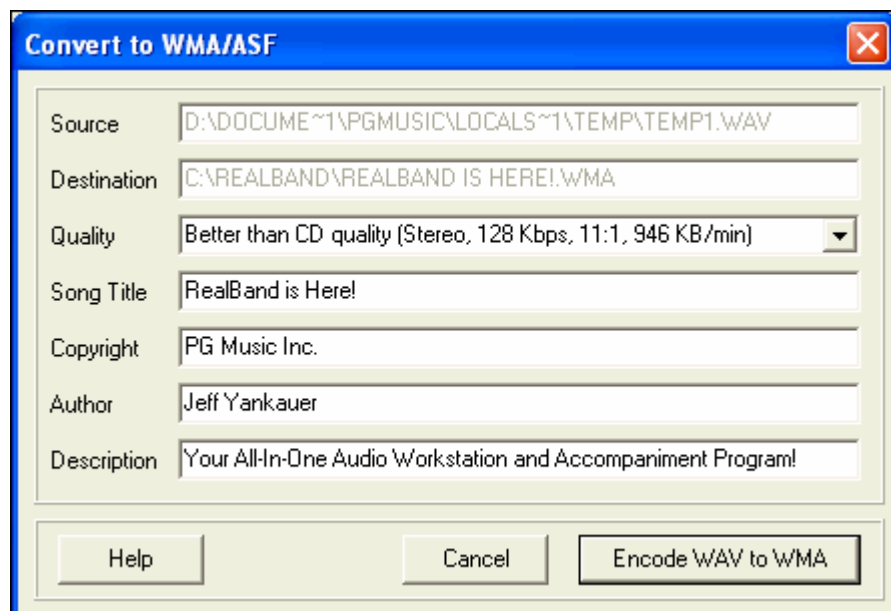 Convert to WMA/ASF
Source D:\DOCUME~1\PGMUSIC\LOCALS~1\TEMP\TEMP1.WAV
Destination C:\REALBAND\REALBAND IS HERE!.WMA
Quality Better than CD quality (Stereo, 128 Kbps, 11:1, 946 KB/min)
Song Title RealBand is Here!
Copyright PG Music Inc.
Author Jeff Yankauer
Description Your All-In-One Audio Workstation and Accompaniment Program!
Help Cancel Encode WAV to WMA